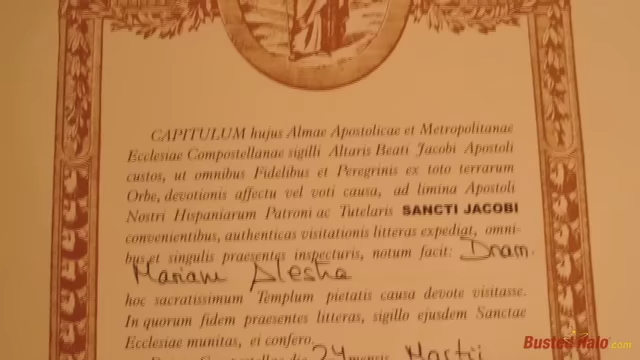 CAPITULUM hujus Almae Apostolicae et Metropolitanae
Ecclesiae Compostellanae sigilli Altaris Beati Jacobi Apostoli
custos, ut omnibus Fidelibus et Peregrinis ex toto terrarum
Orbe, devotionis affectu vel voti causa, ad limina Apostoli
Nostri Hispaniarum Patroni ac Tutelaris SANCTI JACOBI
convenientibus, authenticas visitationis litteras expediat, omni-
bus et singulis praesentes inspecturis, notum facit: Dnam.
Mariam Alesha
hoc sacratissimum Templum pietatis causa devote visitasse.
In quorum fidem praesentes litteras, sigillo ejusdem Sanctae
Ecclesiae munitas, ei confero.
Compostellae die 24 mensis Martii
BustedHalo.com